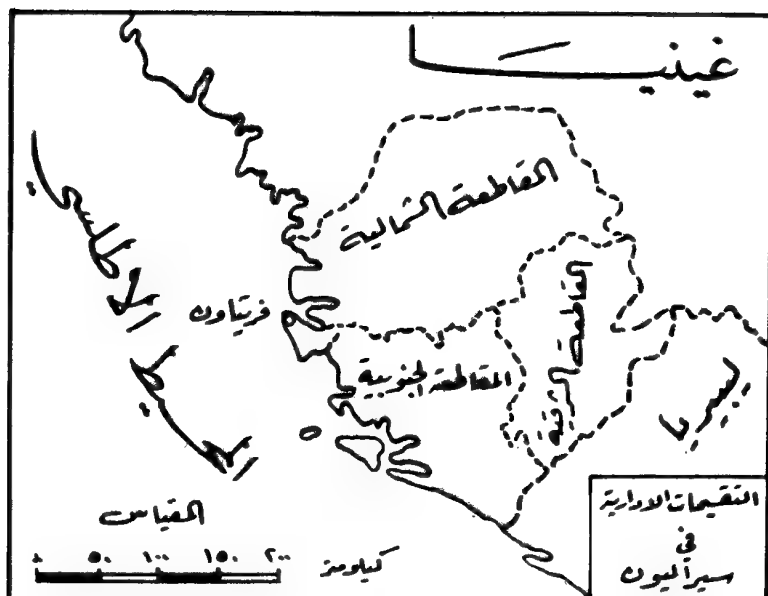 غينيا
المقاطعة الشمالية
المحيط الأطلسي
فريتاون
المقاطعة الشرقية
المقاطعة الجنوبية
ليبيريا
التقسيمات الادارية
في
سيراليون
المقياس
٠ ٥٠ ١٠٠ ١٥٠ ٢٠٠
كيلومتر